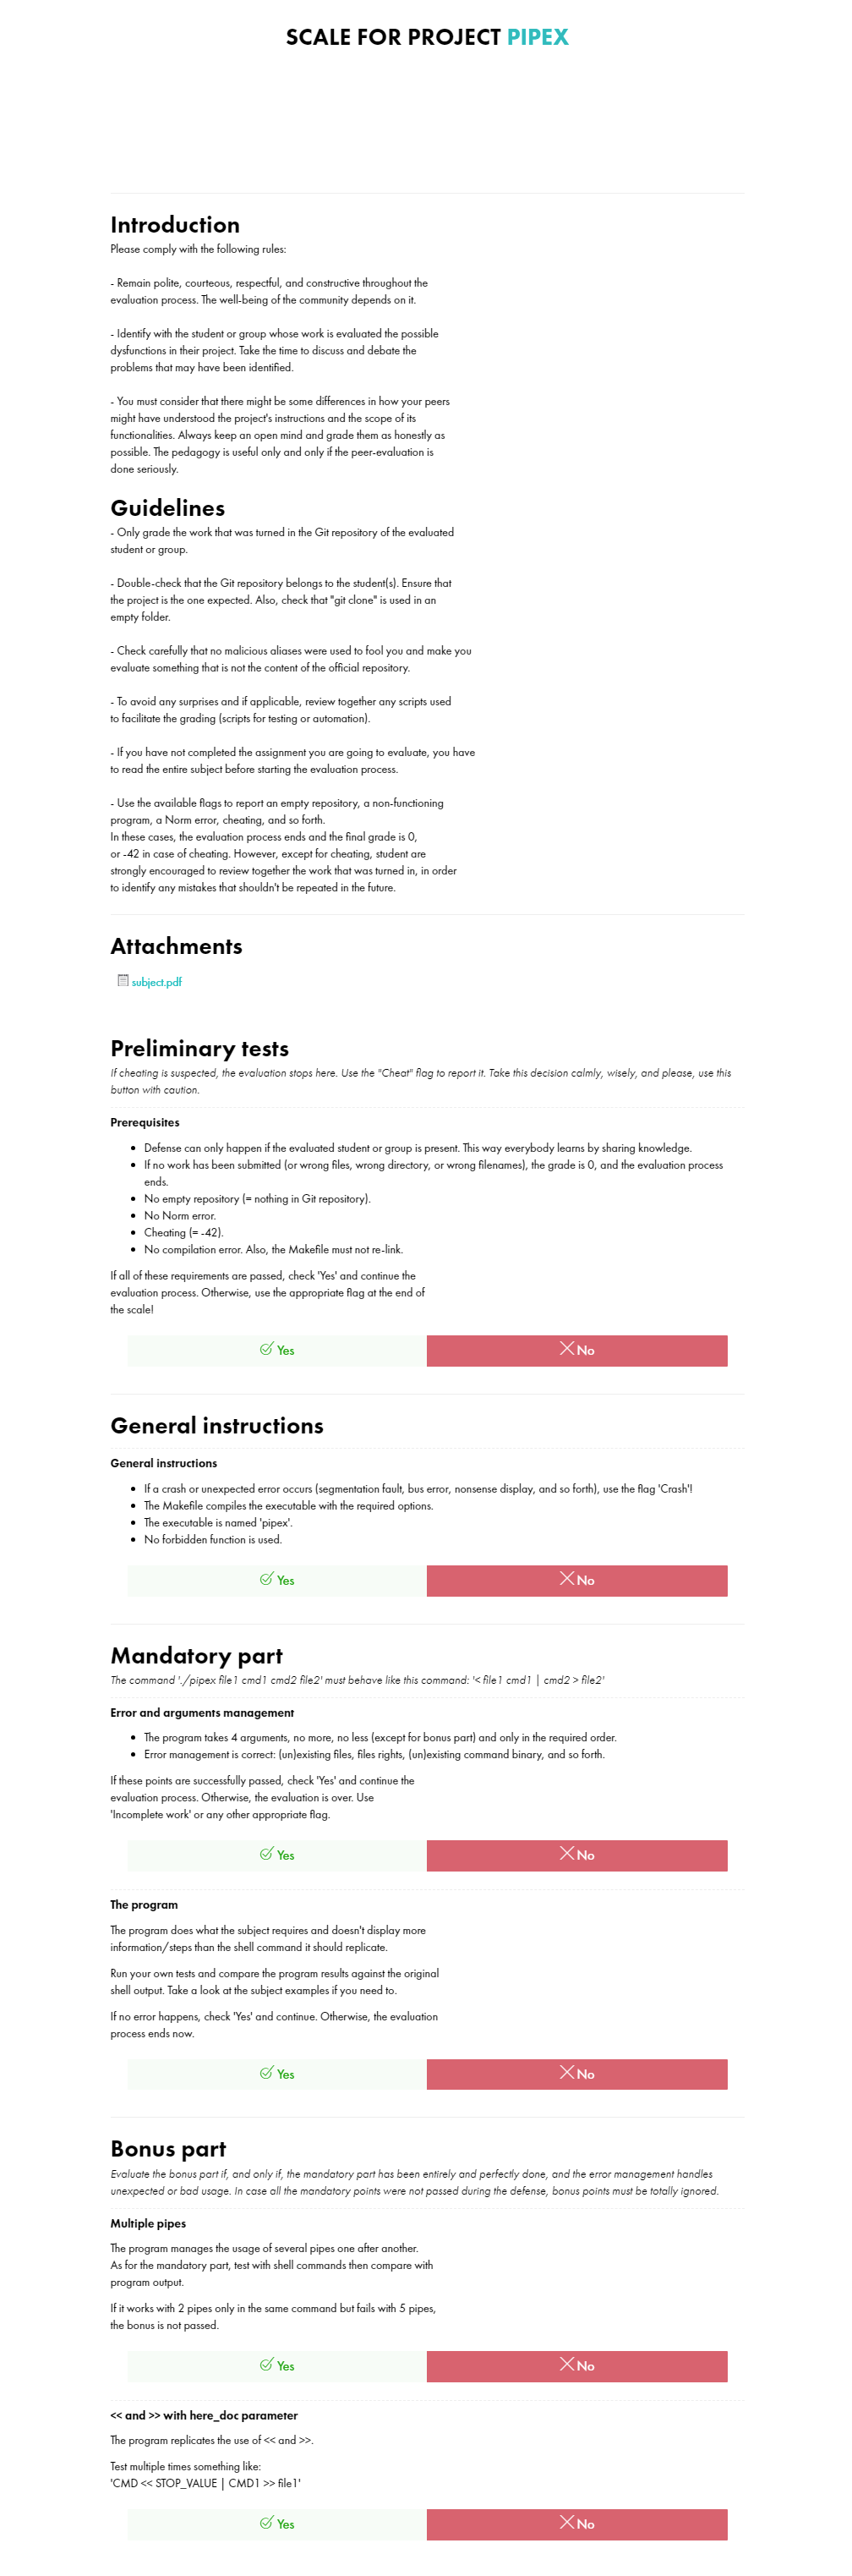 SCALE FOR PROJECT PIPEX
Introduction
Please comply with the following rules:
- Remain polite, courteous, respectful, and constructive throughout the
evaluation process. The well-being of the community depends on it.
- Identify with the student or group whose work is evaluated the possible
dysfunctions in their project. Take the time to discuss and debate the
problems that may have been identified.
- You must consider that there might be some differences in how your peers
might have understood the project's instructions and the scope of its
functionalities. Always keep an open mind and grade them as honestly as
possible. The pedagogy is useful only and only if the peer-evaluation is
done seriously.
Guidelines
- Only grade the work that was turned in the Git repository of the evaluated
student or group.
- Double-check that the Git repository belongs to the student(s). Ensure that
the project is the one expected. Also, check that "git clone" is used in an
empty folder.
- Check carefully that no malicious aliases were used to fool you and make you
evaluate something that is not the content of the official repository.
- To avoid any surprises and if applicable, review together any scripts used
to facilitate the grading (scripts for testing or automation).
- If you have not completed the assignment you are going to evaluate, you have
to read the entire subject before starting the evaluation process.
- Use the available flags to report an empty repository, a non-functioning
program, a Norm error, cheating, and so forth.
In these cases, the evaluation process ends and the final grade is 0,
or -42 in case of cheating. However, except for cheating, student are
strongly encouraged to review together the work that was turned in, in order
to identify any mistakes that shouldn't be repeated in the future.
Attachments
subject.pdf
Preliminary tests
If cheating is suspected, the evaluation stops here. Use the "Cheat" flag to report it. Take this decision calmly, wisely, and please, use this
button with caution.
Prerequisites
• Defense can only happen if the evaluated student or group is present. This way everybody learns by sharing knowledge.
• If no work has been submitted (or wrong files, wrong directory, or wrong filenames), the grade is 0, and the evaluation process
ends.
• No empty repository (= nothing in Git repository).
• No Norm error.
• Cheating (= -42).
• No compilation error. Also, the Makefile must not re-link.
If all of these requirements are passed, check 'Yes' and continue the
evaluation process. Otherwise, use the appropriate flag at the end of
the scale!
Yes No
General instructions
General instructions
• If a crash or unexpected error occurs (segmentation fault, bus error, nonsense display, and so forth), use the flag 'Crash'!
• The Makefile compiles the executable with the required options.
• The executable is named 'pipex'.
• No forbidden function is used.
Yes No
Mandatory part
The command './pipex file1 cmd1 cmd2 file2' must behave like this command: '< file1 cmd1 | cmd2 > file2'
Error and arguments management
• The program takes 4 arguments, no more, no less (except for bonus part) and only in the required order.
• Error management is correct: (un)existing files, files rights, (un)existing command binary, and so forth.
If these points are successfully passed, check 'Yes' and continue the
evaluation process. Otherwise, the evaluation is over. Use
'Incomplete work' or any other appropriate flag.
Yes No
The program
The program does what the subject requires and doesn't display more
information/steps than the shell command it should replicate.
Run your own tests and compare the program results against the original
shell output. Take a look at the subject examples if you need to.
If no error happens, check 'Yes' and continue. Otherwise, the evaluation
process ends now.
Yes No
Bonus part
Evaluate the bonus part if, and only if, the mandatory part has been entirely and perfectly done, and the error management handles
unexpected or bad usage. In case all the mandatory points were not passed during the defense, bonus points must be totally ignored.
Multiple pipes
The program manages the usage of several pipes one after another.
As for the mandatory part, test with shell commands then compare with
program output.
If it works with 2 pipes only in the same command but fails with 5 pipes,
the bonus is not passed.
Yes No
<< and >> with here_doc parameter
The program replicates the use of << and >>.
Test multiple times something like:
'CMD << STOP_VALUE | CMD1 >> file1'
Yes No